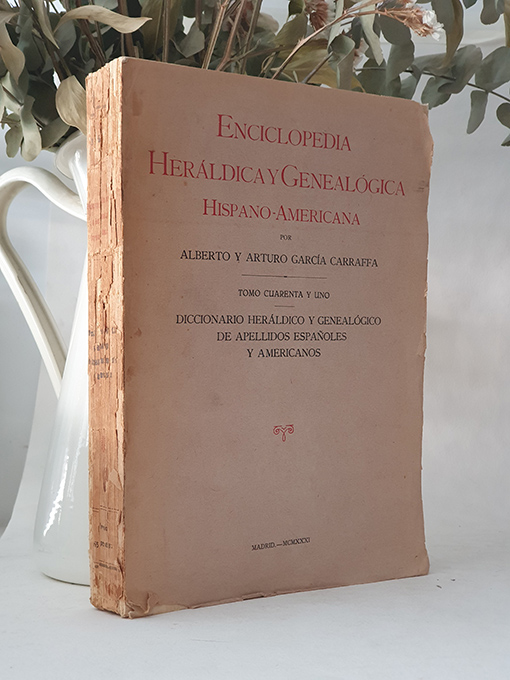 ENCICLOPEDIA
HERÁLDICA Y GENEALÓGICA
HISPANO-AMERICANA
POR
ALBERTO Y ARTURO GARCÍA CARRAFFA
TOMO CUARENTA Y UNO
DICCIONARIO HERÁLDICO Y GENEALÓGICO
DE APELLIDOS ESPAÑOLES
Y AMERICANOS
MADRID.—MCMXXXI